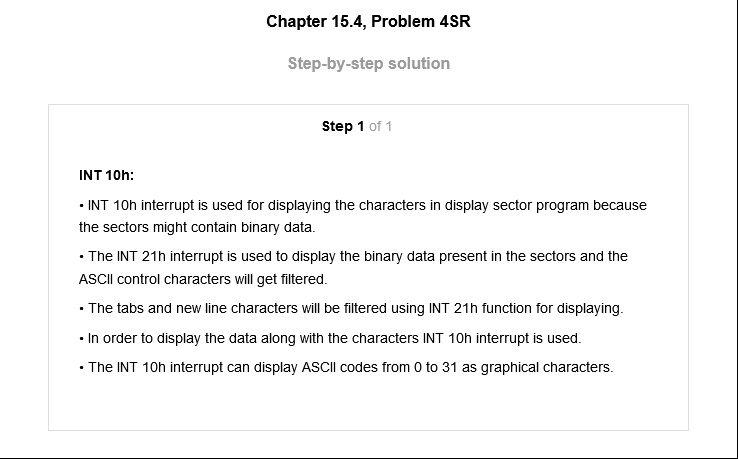 Chapter 15.4, Problem 4SR
Step-by-step solution
Step 1 of 1
INT 10h:
• INT 10h interrupt is used for displaying the characters in display sector program because
the sectors might contain binary data.
• The INT 21h interrupt is used to display the binary data present in the sectors and the
ASCII control characters will get filtered.
• The tabs and new line characters will be filtered using INT 21h function for displaying.
• In order to display the data along with the characters INT 10h interrupt is used.
• The INT 10h interrupt can display ASCII codes from 0 to 31 as graphical characters.